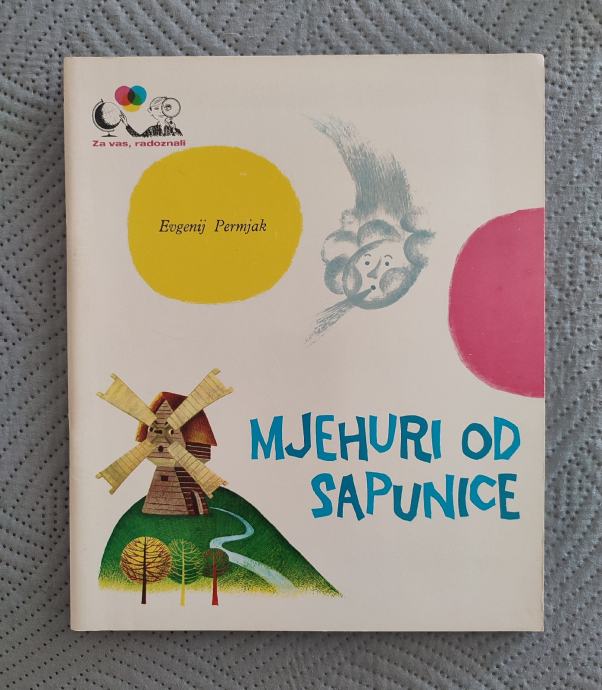 Za vas, radoznali
Evgenij Permjak
MJEHURI OD
SAPUNICE